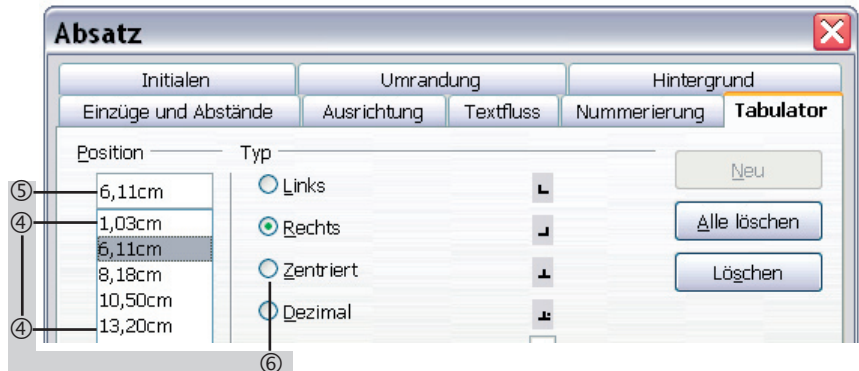 Absatz
Initialen Umrandung Hintergrund
Einzüge und Abstände Ausrichtung Textfluss Nummerierung Tabulator
Position Typ
Neu
⑤ 6,11cm Links
④ 1,03cm Rechts Alle löschen
6,11cm
8,18cm Zentriert Löschen
10,50cm
④ 13,20cm Dezimal
⑥